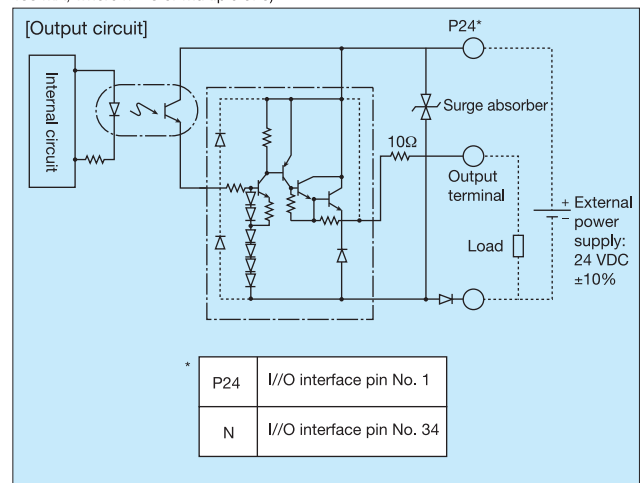 [Output circuit]
P24*
Internal circuit
Surge absorber
10Ω
Output
terminal
Load
+
−
External
power
supply:
24 VDC
±10%
*
P24 I//O interface pin No. 1
N I//O interface pin No. 34